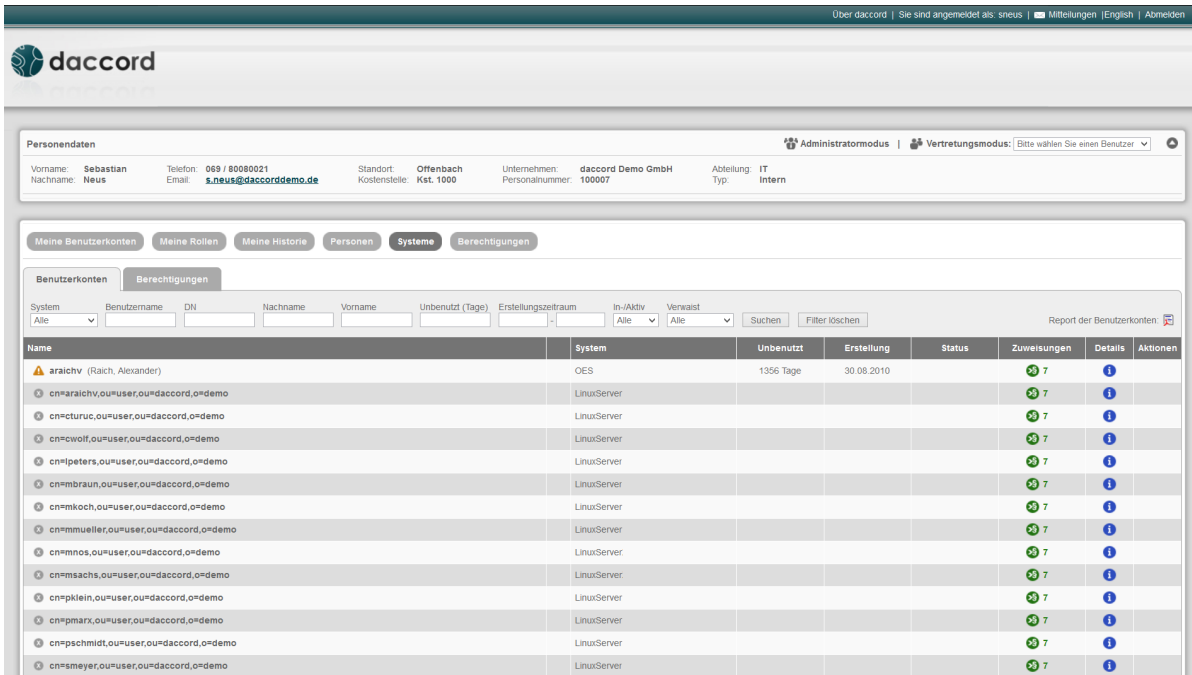 Über daccord | Sie sind angemeldet als: sneus | Mitteilungen |English | Abmelden
daccord
Personendaten Administratormodus | Vertretungsmodus: Bitte wählen Sie einen Benutzer
Vorname: Sebastian Telefon: 069 / 80080021 Standort: Offenbach Unternehmen: daccord Demo GmbH Abteilung: IT
Nachname: Neus Email: s.neus@daccorddemo.de Kostenstelle: Kst. 1000 Personalnummer: 100007 Typ: Intern
Meine Benutzerkonten Meine Rollen Meine Historie Personen Systeme Berechtigungen
Benutzerkonten Berechtigungen
System Benutzername DN Nachname Vorname Unbenutzt (Tage) Erstellungszeitraum In-/Aktiv Verwaist
Alle - Alle Alle Suchen Filter löschen Report der Benutzerkonten:
Name System Unbenutzt Erstellung Status Zuweisungen Details Aktionen
araichv (Raich, Alexander) OES 1356 Tage 30.08.2010 7
cn=araichv,ou=user,ou=daccord,o=demo LinuxServer 7
cn=cturuc,ou=user,ou=daccord,o=demo LinuxServer 7
cn=cwolf,ou=user,ou=daccord,o=demo LinuxServer 7
cn=lpeters,ou=user,ou=daccord,o=demo LinuxServer 7
cn=mbraun,ou=user,ou=daccord,o=demo LinuxServer 7
cn=mkoch,ou=user,ou=daccord,o=demo LinuxServer 7
cn=mmueller,ou=user,ou=daccord,o=demo LinuxServer 7
cn=mnos,ou=user,ou=daccord,o=demo LinuxServer 7
cn=msachs,ou=user,ou=daccord,o=demo LinuxServer 7
cn=pklein,ou=user,ou=daccord,o=demo LinuxServer 7
cn=pmarx,ou=user,ou=daccord,o=demo LinuxServer 7
cn=pschmidt,ou=user,ou=daccord,o=demo LinuxServer 7
cn=smeyer,ou=user,ou=daccord,o=demo LinuxServer 7